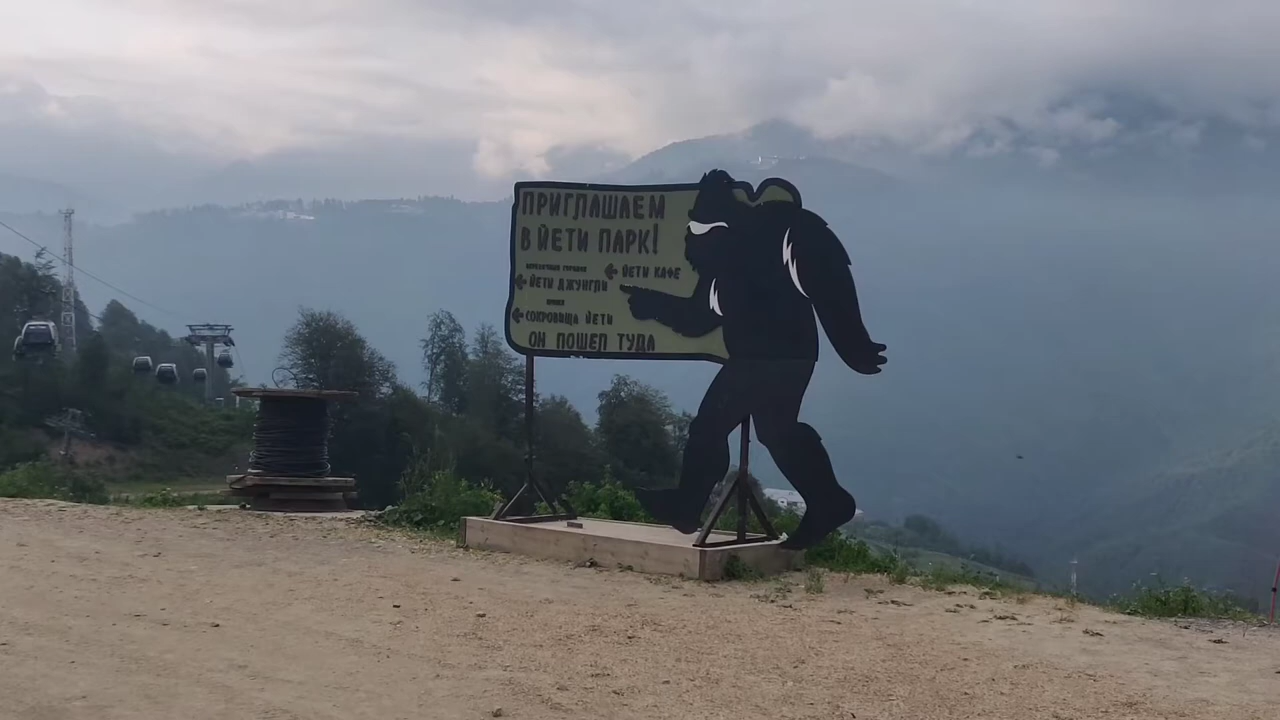 ПРИГЛАШАЕМ
В ЙЕТИ ПАРК!
ЙЕТИ КАФЕ
ЙЕТИ ДЖУНГЛИ
СОКРОВИЩА ЙЕТИ
ОН ПОШЕЛ ТУДА